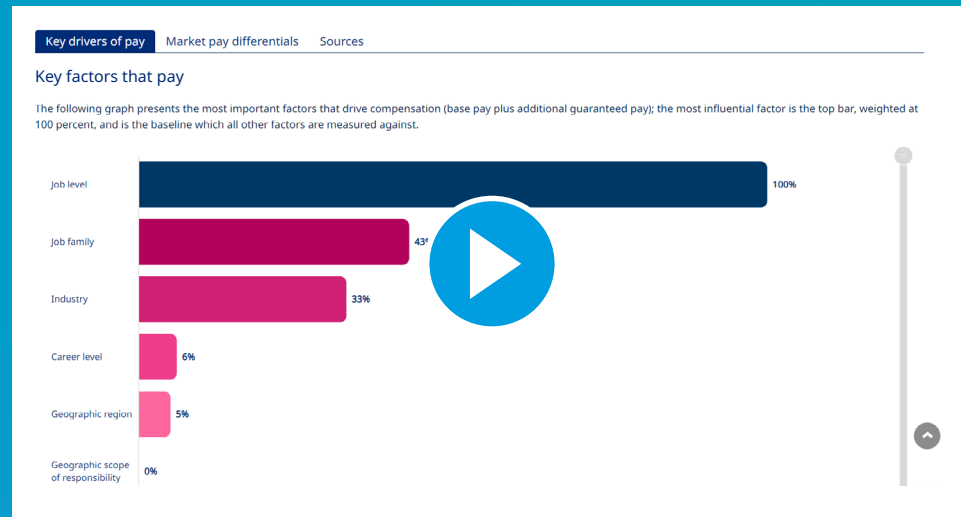 Key drivers of pay Market pay differentials Sources
Key factors that pay
The following graph presents the most important factors that drive compensation (base pay plus additional guaranteed pay); the most influential factor is the top bar, weighted at
100 percent, and is the baseline which all other factors are measured against.
Job level 100%
Job family 43
Industry 33%
Career level 6%
Geographic region 5%
Geographic scope
of responsibility 0%